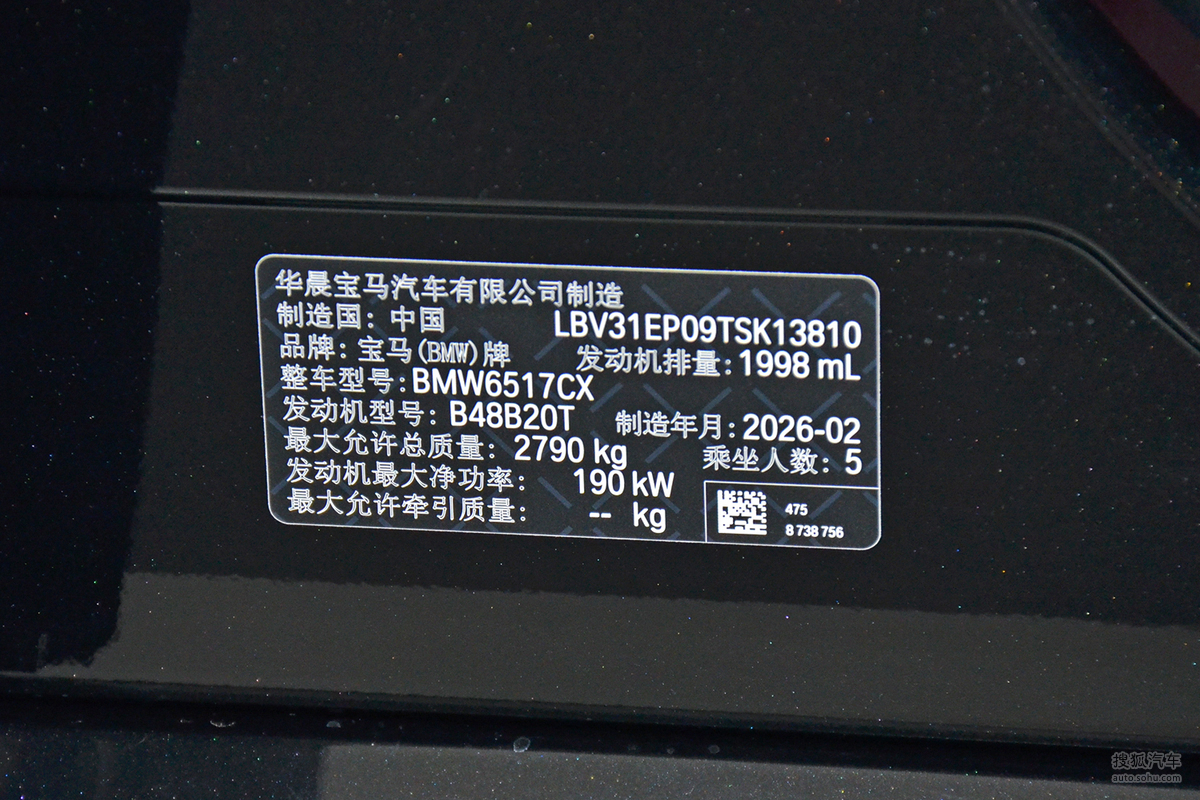 华晨宝马汽车有限公司制造
制造国：中国 LBV31EP09TSK13810
品牌：宝马(BMW)牌 发动机排量：1998 mL
整车型号：BMW6517CX
发动机型号：B48B20T 制造年月：2026-02
最大允许总质量：2790 kg 乘坐人数：5
发动机最大净功率：190 kW
最大允许牵引质量：-- kg
475
8 738 756
搜狐汽车
auto.sohu.com